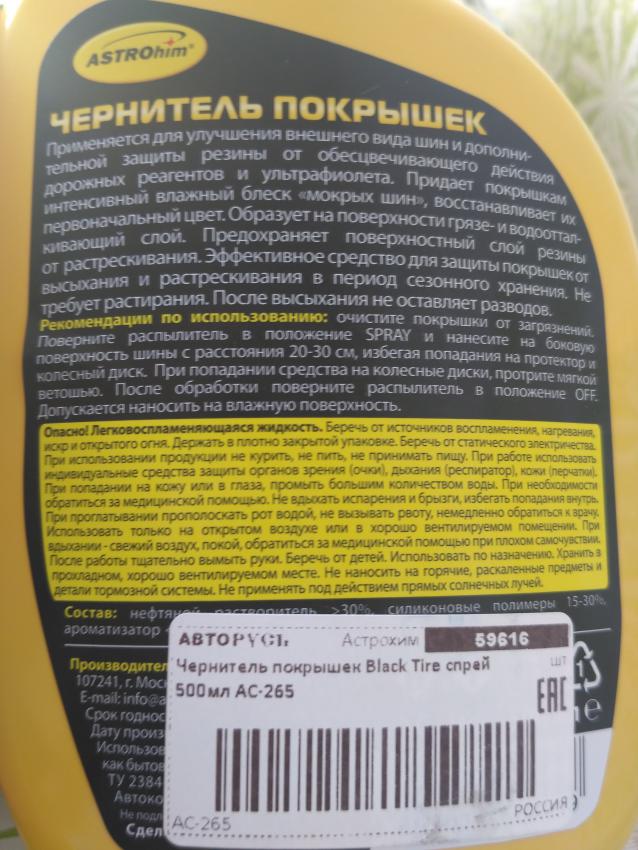 ASTROhim®
ЧЕРНИТЕЛЬ ПОКРЫШЕК
Применяется для улучшения внешнего вида шин и дополни-
тельной защиты резины от обесцвечивающего действия
дорожных реагентов и ультрафиолета. Придает покрышкам
интенсивный влажный блеск «мокрых шин», восстанавливает их
первоначальный цвет. Образует на поверхности грязе- и водооттал-
кивающий слой. Предохраняет поверхностный слой резины
от растрескивания. Эффективное средство для защиты покрышек от
высыхания и растрескивания в период сезонного хранения. Не
требует растирания. После высыхания не оставляет разводов.
Рекомендации по использованию: очистите покрышки от загрязнений.
Поверните распылитель в положение SPRAY и нанесите на боковую
поверхность шины с расстояния 20-30 см, избегая попадания на протектор и
колесный диск. При попадании средства на колесные диски, протрите мягкой
ветошью. После обработки поверните распылитель в положение OFF.
Допускается наносить на влажную поверхность.
Опасно! Легковоспламеняющаяся жидкость. Беречь от источников воспламенения, нагревания,
искр и открытого огня. Держать в плотно закрытой упаковке. Беречь от статического электричества.
При использовании продукции не курить, не пить, не принимать пищу. При работе использовать
индивидуальные средства защиты органов зрения (очки), дыхания (респиратор), кожи (перчатки).
При попадании на кожу или в глаза, промыть большим количеством воды. При необходимости
обратиться за медицинской помощью. Не вдыхать испарения и брызги, избегать попадания внутрь.
При проглатывании прополоскать рот водой, не вызывать рвоту, немедленно обратиться к врачу.
Использовать только на открытом воздухе или в хорошо вентилируемом помещении. При
вдыхании - свежий воздух, покой, обратиться за медицинской помощью при плохом самочувствии.
После работы тщательно вымыть руки. Беречь от детей. Использовать по назначению. Хранить в
прохладном, хорошо вентилируемом месте. Не наносить на горячие, раскаленные предметы и
детали тормозной системы. Не применять под действием прямых солнечных лучей.
Состав: нефтяной растворитель >30%, силиконовые полимеры 15-30%,
ароматизатор
Производитель
107241, г. Моск
E-mail: info@a
Срок годнос
Дату произ
Использов
как бытов
ТУ 2384
Автоко
Не подл
Сдел
АВТОРУСЬ Астрохим 59616
Чернитель покрышек Black Tire спрей шт
500мл AC-265
EAC
AC-265 РОССИЯ